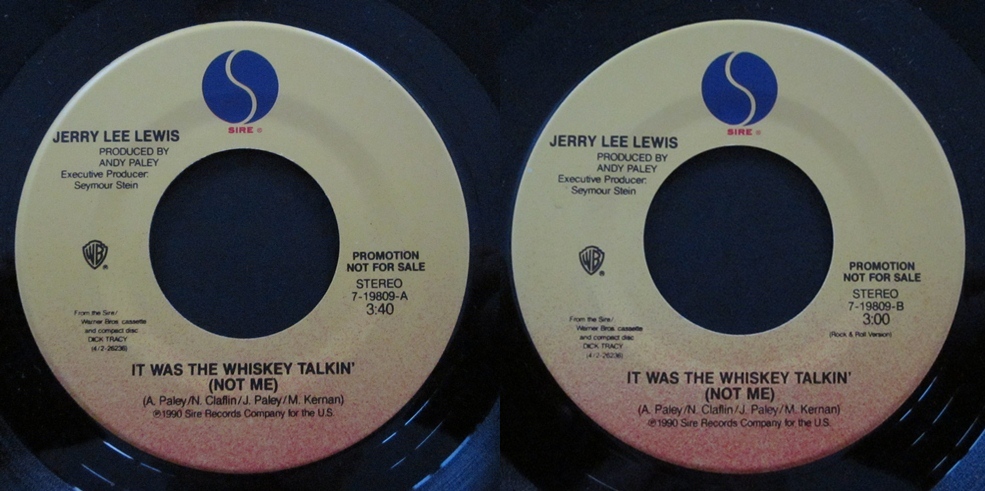 SIRE ©
JERRY LEE LEWIS
PRODUCED BY
ANDY PALEY
Executive Producer:
Seymour Stein
WB
PROMOTION
NOT FOR SALE
STEREO
7-19809-A
3:40
From the Sire/
Warner Bros. cassette
and compact disc
DICK TRACY
(4/2-26236)
IT WAS THE WHISKEY TALKIN'
(NOT ME)
(A. Paley/N. Claflin/J. Paley/M. Kernan)
℗1990 Sire Records Company for the U.S.
SIRE ©
JERRY LEE LEWIS
PRODUCED BY
ANDY PALEY
Executive Producer:
Seymour Stein
WB
PROMOTION
NOT FOR SALE
STEREO
7-19809-B
3:00
(Rock & Roll Version)
From the Sire/
Warner Bros. cassette
and compact disc
DICK TRACY
(4/2-26236)
IT WAS THE WHISKEY TALKIN'
(NOT ME)
(A. Paley/N. Claflin/J. Paley/M. Kernan)
℗1990 Sire Records Company for the U.S.